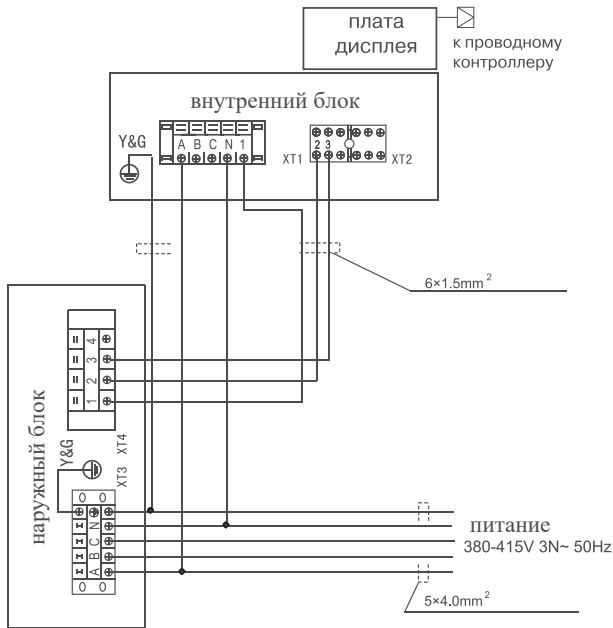 плата
дисплея
к проводному
контроллеру
внутренний блок
Y&G
A B C N 1
XT1
2 3
XT2
6×1.5mm²
наружный блок
4
3
2
1
XT4
Y&G
XT3
N
C
B
A
питание
380-415V 3N~ 50Hz
5×4.0mm²